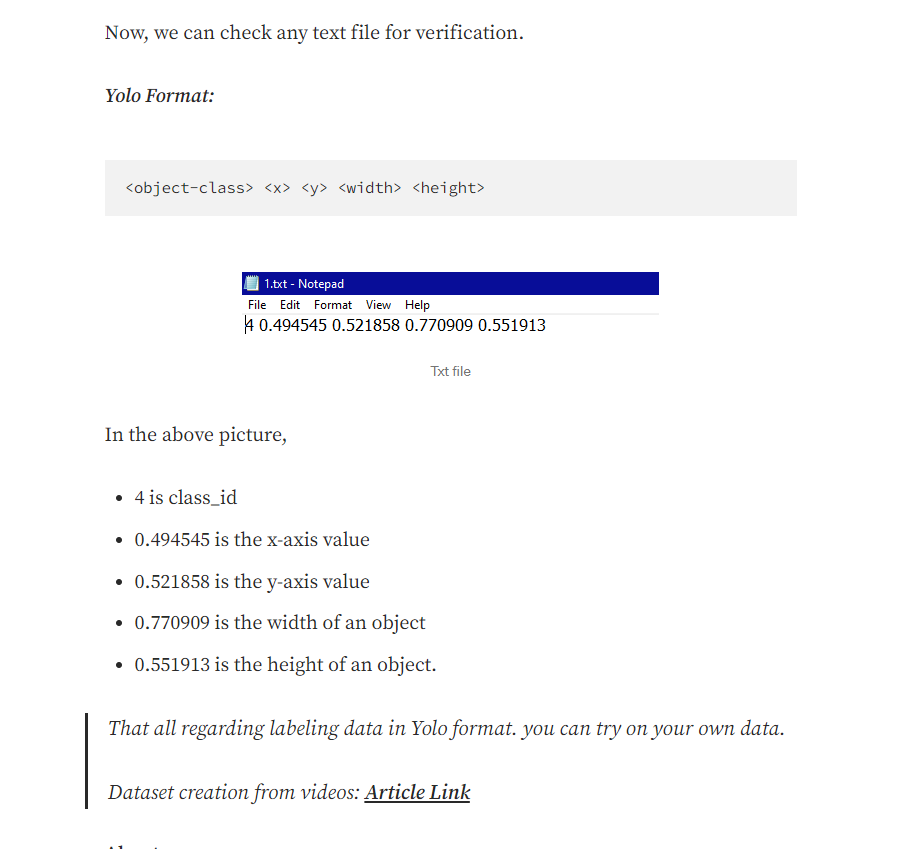 Now, we can check any text file for verification.
Yolo Format:
<object-class> <x> <y> <width> <height>
1.txt - Notepad
File Edit Format View Help
4 0.494545 0.521858 0.770909 0.551913
Txt file
In the above picture,
• 4 is class_id
• 0.494545 is the x-axis value
• 0.521858 is the y-axis value
• 0.770909 is the width of an object
• 0.551913 is the height of an object.
That all regarding labeling data in Yolo format. you can try on your own data.
Dataset creation from videos: Article Link